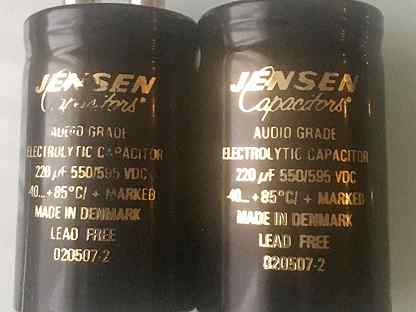 JENSEN
Capacitors®
AUDIO GRADE
ELECTROLYTIC CAPACITOR
220 µF 550/595 VDC
-40...+85°C/ + MARKED
MADE IN DENMARK
LEAD FREE
020507-2
JENSEN
Capacitors®
AUDIO GRADE
ELECTROLYTIC CAPACITOR
220 µF 550/595 VDC
-40...+85°C/ + MARKED
MADE IN DENMARK
LEAD FREE
020507-2